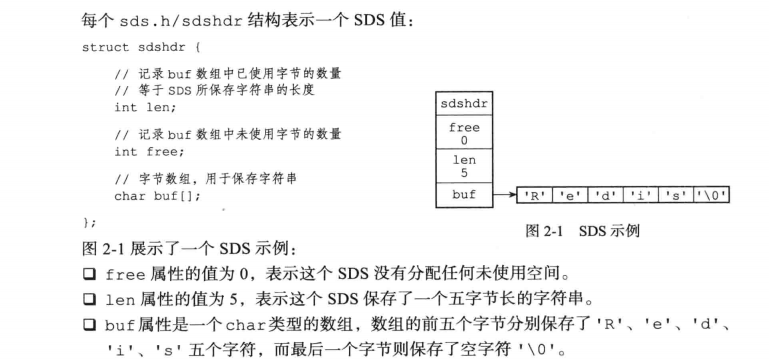 每个 sds.h/sdshdr 结构表示一个 SDS 值：
struct sdshdr {
// 记录 buf 数组中已使用字节的数量
// 等于 SDS 所保存字符串的长度
int len;
// 记录 buf 数组中未使用字节的数量
int free;
// 字节数组，用于保存字符串
char buf[];
};
sdshdr
free
0
len
5
buf
'R' 'e' 'd' 'i' 's' '\0'
图 2-1 SDS 示例
图 2-1 展示了一个 SDS 示例：
❏ free 属性的值为 0，表示这个 SDS 没有分配任何未使用空间。
❏ len 属性的值为 5，表示这个 SDS 保存了一个五字节长的字符串。
❏ buf 属性是一个 char 类型的数组，数组的前五个字节分别保存了 'R'、'e'、'd'、
'i'、's' 五个字符，而最后一个字节则保存了空字符 '\0'。